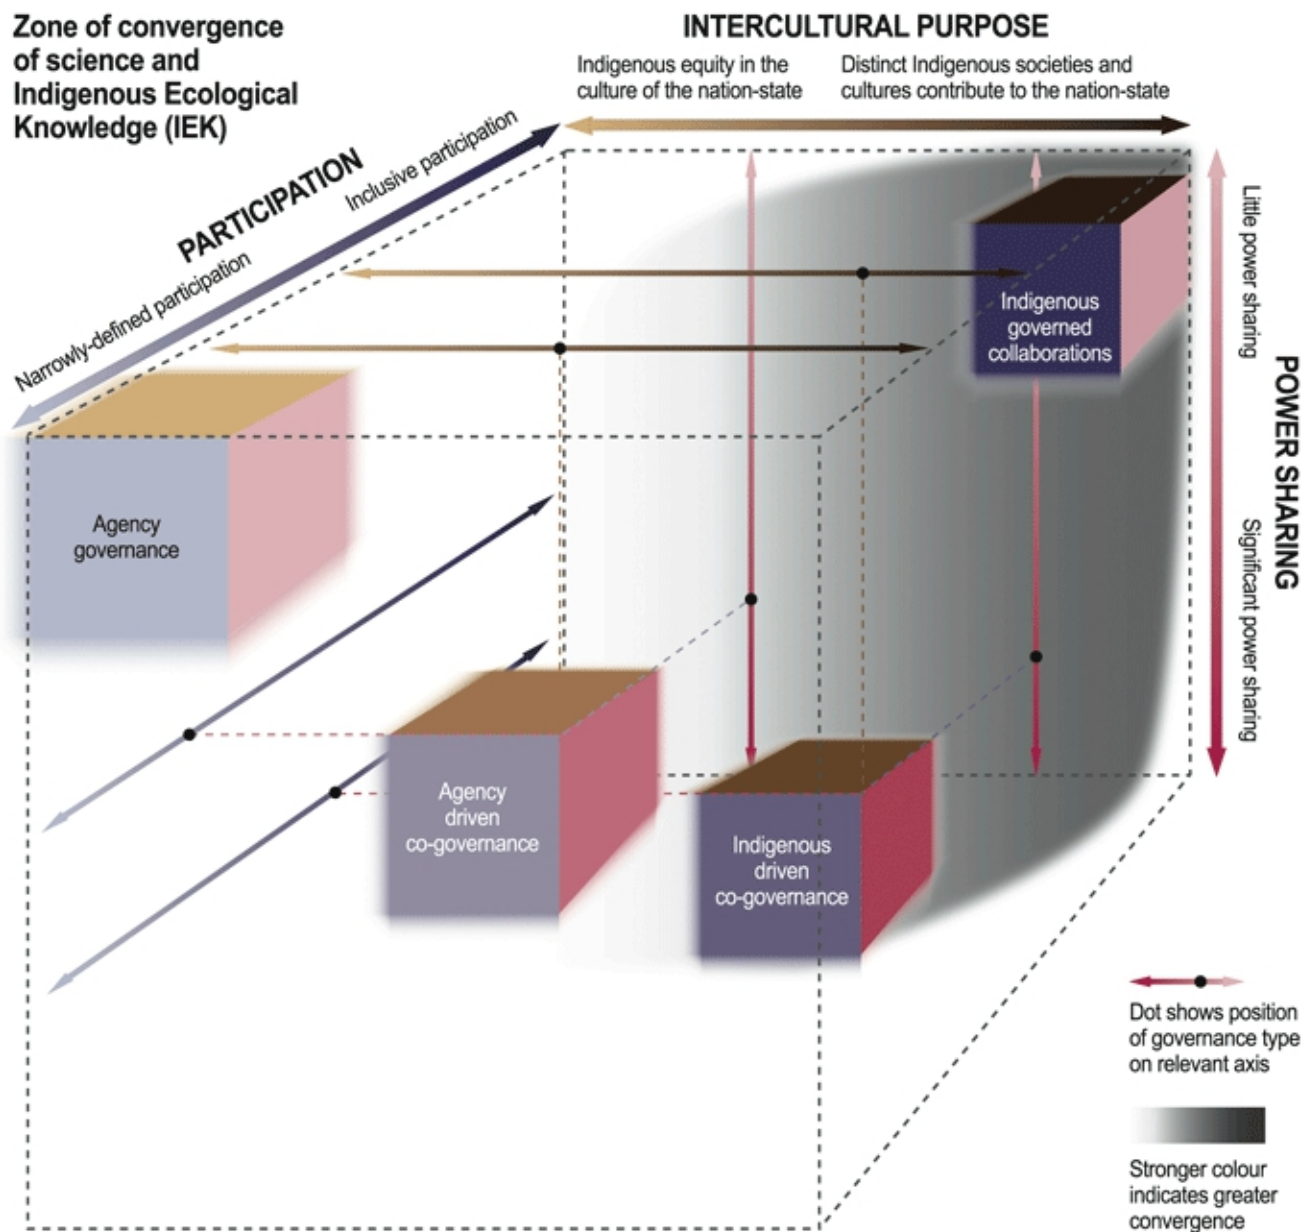 Zone of convergence
of science and
Indigenous Ecological
Knowledge (IEK)
INTERCULTURAL PURPOSE
Indigenous equity in the
culture of the nation-state
Distinct Indigenous societies and
cultures contribute to the nation-state
PARTICIPATION
Inclusive participation
Narrowly-defined participation
Little power sharing
POWER SHARING
Significant power sharing
Indigenous
governed
collaborations
Agency
governance
Agency
driven
co-governance
Indigenous
driven
co-governance
Dot shows position
of governance type
on relevant axis
Stronger colour
indicates greater
convergence